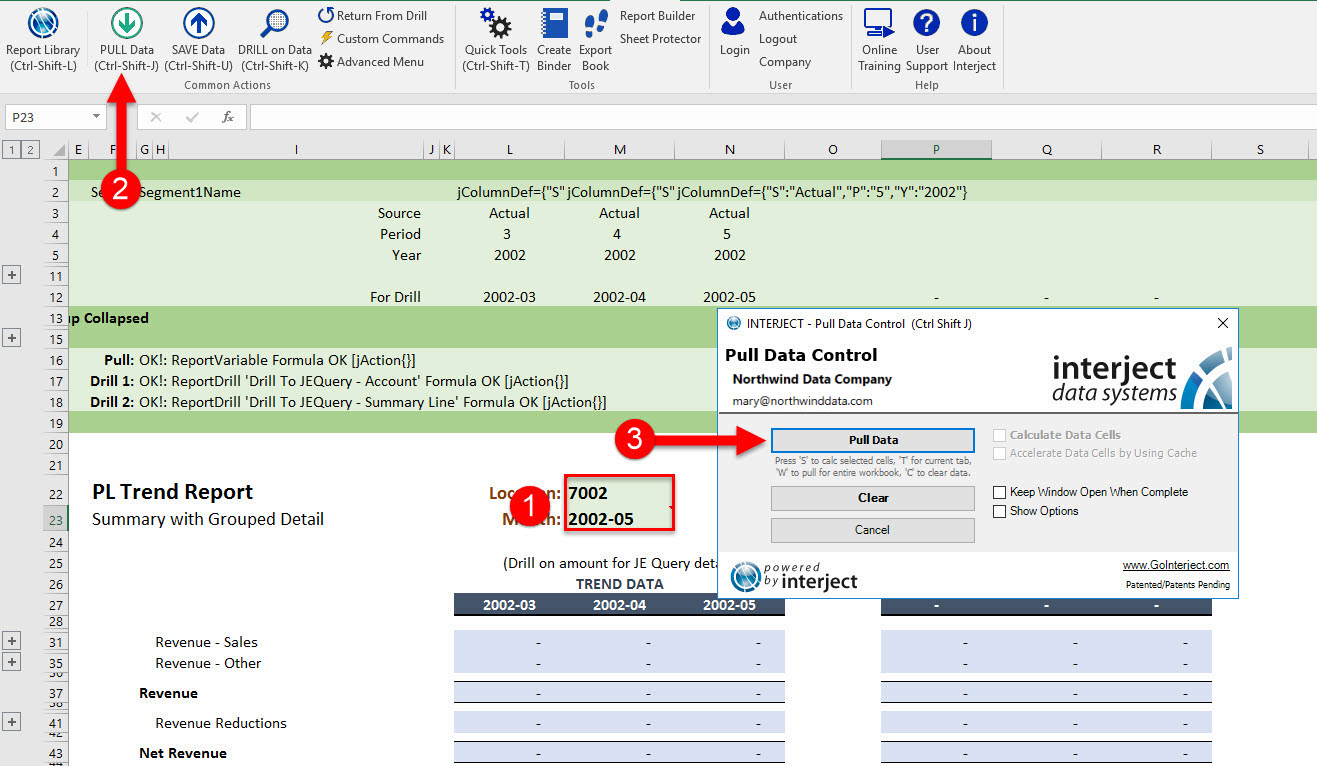 Report Library
(Ctrl-Shift-L)
PULL Data
(Ctrl-Shift-J)
SAVE Data
(Ctrl-Shift-U)
DRILL on Data
(Ctrl-Shift-K)
Return From Drill
Custom Commands
Advanced Menu
Common Actions
Quick Tools
(Ctrl-Shift-T)
Create
Binder
Export
Book
Report Builder
Sheet Protector
Tools
Login
Authentications
Logout
Company
User
Online
Training
User
Support
About
Interject
Help
P23
fx
1 2
E F G H I J K L M N O P Q R S
1
2 Segment1Name jColumnDef={"S" jColumnDef={"S" jColumnDef={"S":"Actual","P":"5","Y":"2002"}
2
3 Source Actual Actual Actual
4 Period 3 4 5
5 Year 2002 2002 2002
11
12 For Drill 2002-03 2002-04 2002-05 - - -
13 up Collapsed
15
16 Pull: OK!: ReportVariable Formula OK [jAction{}]
17 Drill 1: OK!: ReportDrill 'Drill To JEQuery - Account' Formula OK [jAction{}]
18 Drill 2: OK!: ReportDrill 'Drill To JEQuery - Summary Line' Formula OK [jAction{}]
19
20
21
22 PL Trend Report 7002
1
23 Summary with Grouped Detail 2002-05
24
25 (Drill on amount for JE Query deta
26 TREND DATA
27 2002-03 2002-04 2002-05 - - -
28
31 Revenue - Sales - - - - - -
35 Revenue - Other - - - - - -
36
37 Revenue - - - - - -
38
41 Revenue Reductions - - - - - -
42
43 Net Revenue - - - - - -
44
INTERJECT - Pull Data Control (Ctrl Shift J)
Pull Data Control
Northwind Data Company
mary@northwinddata.com
interject
data systems
3
Pull Data
Press 'S' to calc selected cells, 'T' for current tab,
'W' to pull for entire workbook, 'C' to clear data.
Clear
Cancel
Calculate Data Cells
Accelerate Data Cells by Using Cache
Keep Window Open When Complete
Show Options
powered
by interject
www.GoInterject.com
Patented/Patents Pending